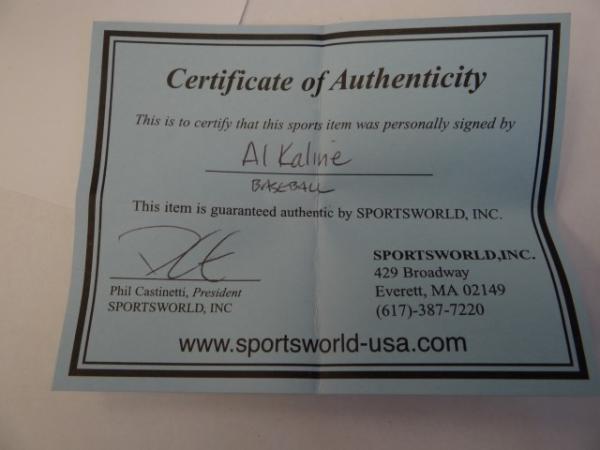 Certificate of Authenticity
This is to certify that this sports item was personally signed by
Al Kaline
BASEBALL
This item is guaranteed authentic by SPORTSWORLD, INC.
Phil Castinetti, President
SPORTSWORLD, INC
SPORTSWORLD,INC.
429 Broadway
Everett, MA 02149
(617)-387-7220
www.sportsworld-usa.com